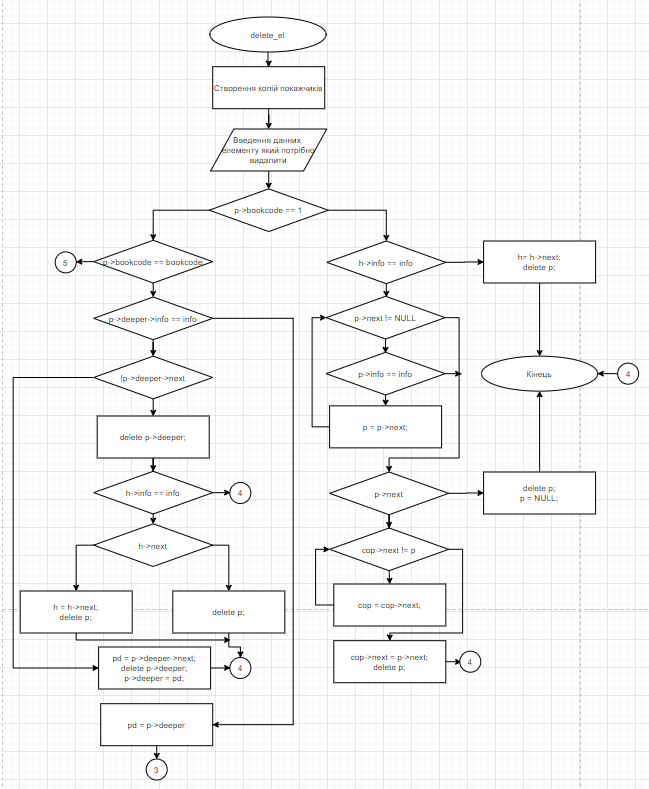 delete_el
Створення копій покажчиків
Введення данних
елементу який потрібно
видалити
p->bookcode == 1
5
p->bookcode == bookcode
h->info == info
h= h->next;
delete p;
p->deeper->info == info
p->next != NULL
!p->deeper->next
p->info == info
Кінець
4
delete p->deeper;
p = p->next;
h->info == info
4
p->next
delete p;
p = NULL;
h->next
cop->next != p
h = h->next;
delete p;
delete p;
cop = cop->next;
pd = p->deeper->next;
delete p->deeper;
p->deeper = pd;
4
cop->next = p->next;
delete p;
4
pd = p->deeper
3